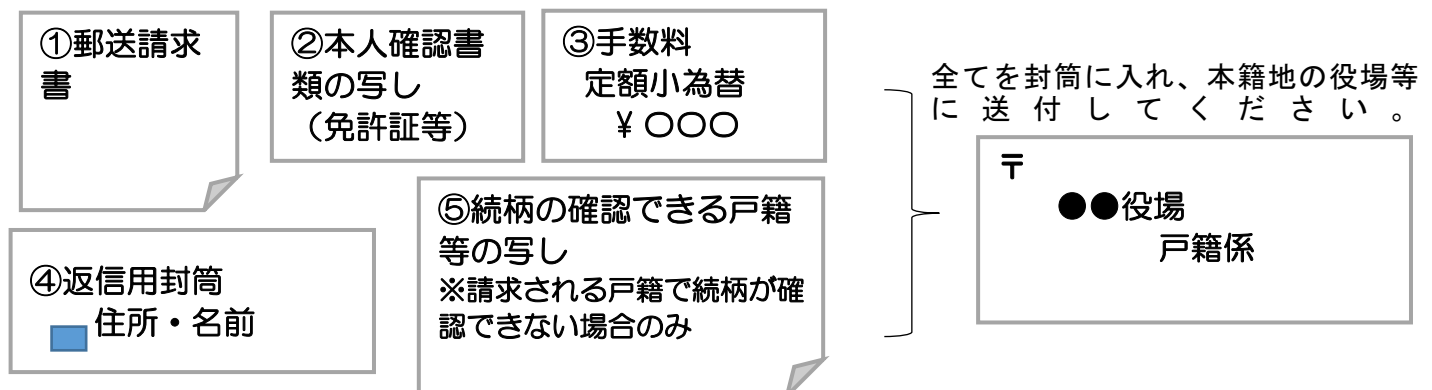 ①郵送請求
書
②本人確認書
類の写し
(免許証等)
③手数料
定額小為替
¥ 〇〇〇
④返信用封筒
住所・名前
⑤続柄の確認できる戸籍
等の写し
※請求される戸籍で続柄が確
認できない場合のみ
全てを封筒に入れ、本籍地の役場等
に送付してください。
〒
●●役場
戸籍係